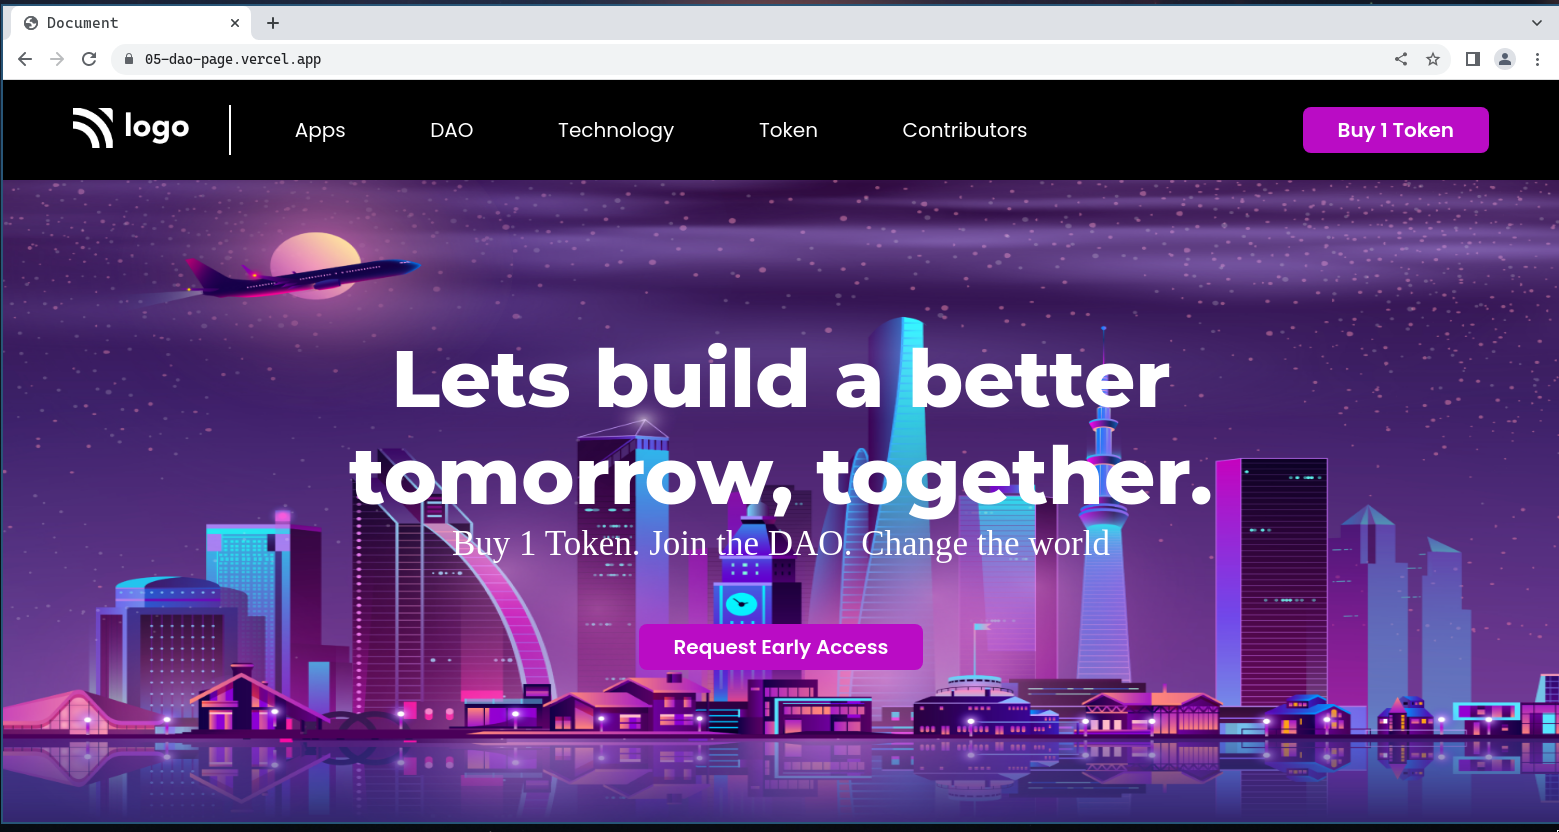 Document
05-dao-page.vercel.app
logo
Apps
DAO
Technology
Token
Contributors
Buy 1 Token
Lets build a better
tomorrow, together.
Buy 1 Token. Join the DAO. Change the world
Request Early Access